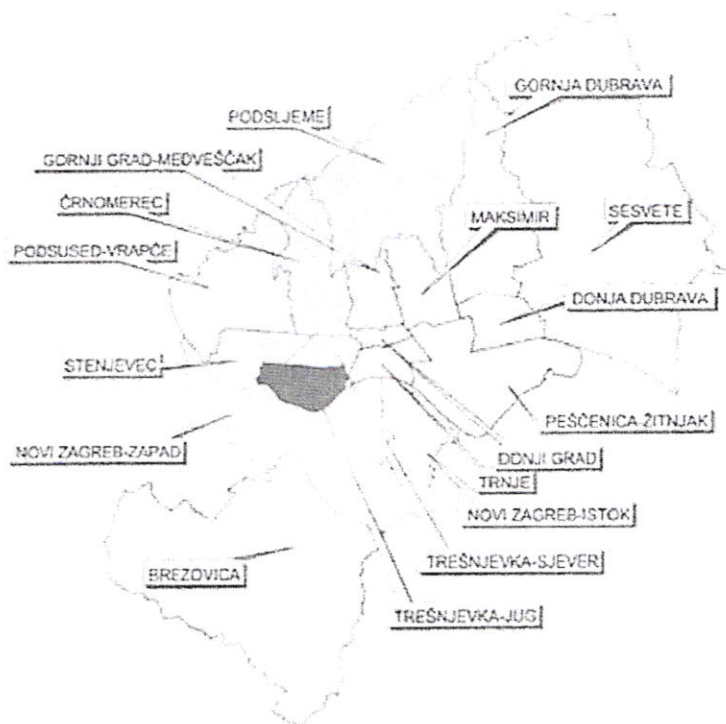 GORNJA DUBRAVA
PODSLJEME
GORNJI GRAD-MEDVEŠČAK
ČRNOMEREC
MAKSIMIR
SESVETE
PODSUSED-VRAPČE
DONJA DUBRAVA
STENJEVEC
PEŠČENICA-ŽITNJAK
NOVI ZAGREB-ZAPAD
DONJI GRAD
TRNJE
NOVI ZAGREB-ISTOK
TREŠNJEVKA-SJEVER
BREZOVICA
TREŠNJEVKA-JUG